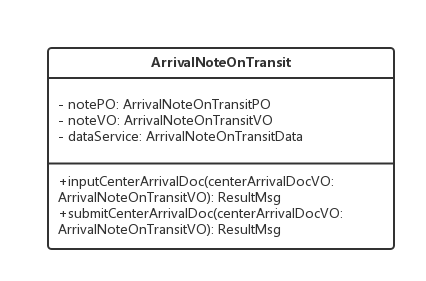 ArrivalNoteOnTransit
- notePO: ArrivalNoteOnTransitPO
- noteVO: ArrivalNoteOnTransitVO
- dataService: ArrivalNoteOnTransitData
+inputCenterArrivalDoc(centerArrivalDocVO:
ArrivalNoteOnTransitVO): ResultMsg
+submitCenterArrivalDoc(centerArrivalDocVO:
ArrivalNoteOnTransitVO): ResultMsg